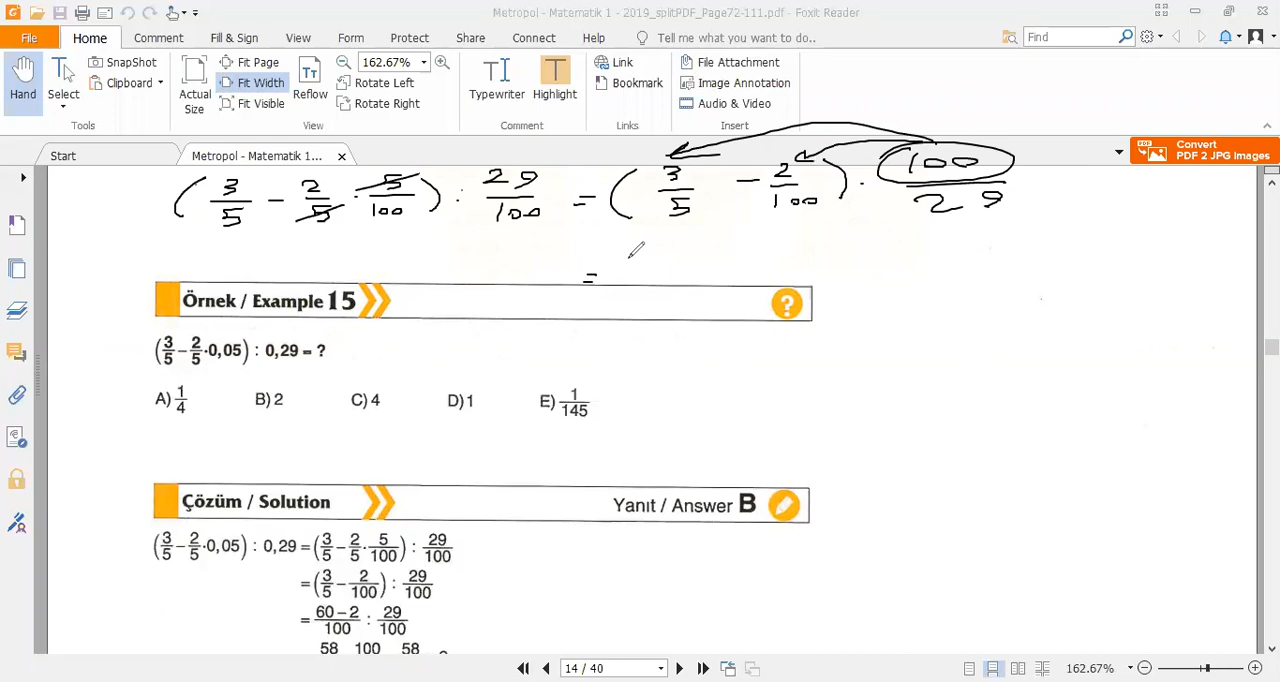 Metropol - Matematik 1 - 2019_splitPDF_Page72-111.pdf - Foxit Reader
File Home Comment Fill & Sign View Form Protect Share Connect Help Tell me what you want to do.. Find
Hand Select SnapShot Clipboard Actual Size Fit Page Fit Width Fit Visible Reflow 162.67% Rotate Left Rotate Right Typewriter Highlight Link Bookmark File Attachment Image Annotation Audio & Video
Tools View Comment Links Insert
Start Metropol - Matematik 1... Convert PDF 2 JPG Images
(3/5 - 2/5 · 5/100) : 29/100 = (3/5 - 2/100) · 100/29
=
Örnek / Example 15 ?
(3/5 – 2/5 · 0,05) : 0,29 = ?
A) 1/4 B) 2 C) 4 D) 1 E) 1/145
Çözüm / Solution Yanıt / Answer B
(3/5 – 2/5 · 0,05) : 0,29 = (3/5 – 2/5 · 5/100) : 29/100
= (3/5 – 2/100) : 29/100
= 60 – 2/100 : 29/100
58 100 58
14 / 40 162.67%